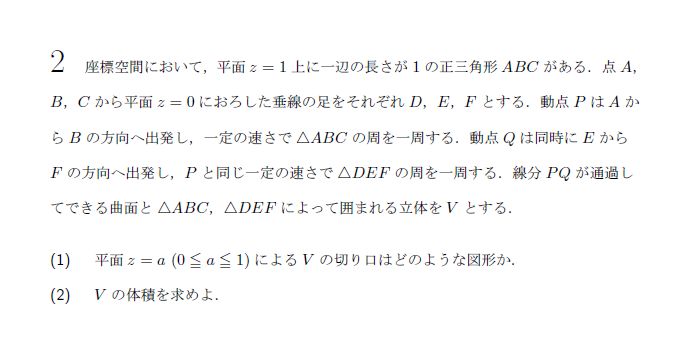 2 座標空間において，平面 z = 1 上に一辺の長さが 1 の正三角形 ABC がある．点 A，
B，C から平面 z = 0 におろした垂線の足をそれぞれ D，E，F とする．動点 P は A か
ら B の方向へ出発し，一定の速さで △ABC の周を一周する．動点 Q は同時に E から
F の方向へ出発し，P と同じ一定の速さで △DEF の周を一周する．線分 PQ が通過し
てできる曲面と △ABC，△DEF によって囲まれる立体を V とする．
(1) 平面 z = a (0 ≦ a ≦ 1) による V の切り口はどのような図形か．
(2) V の体積を求めよ．